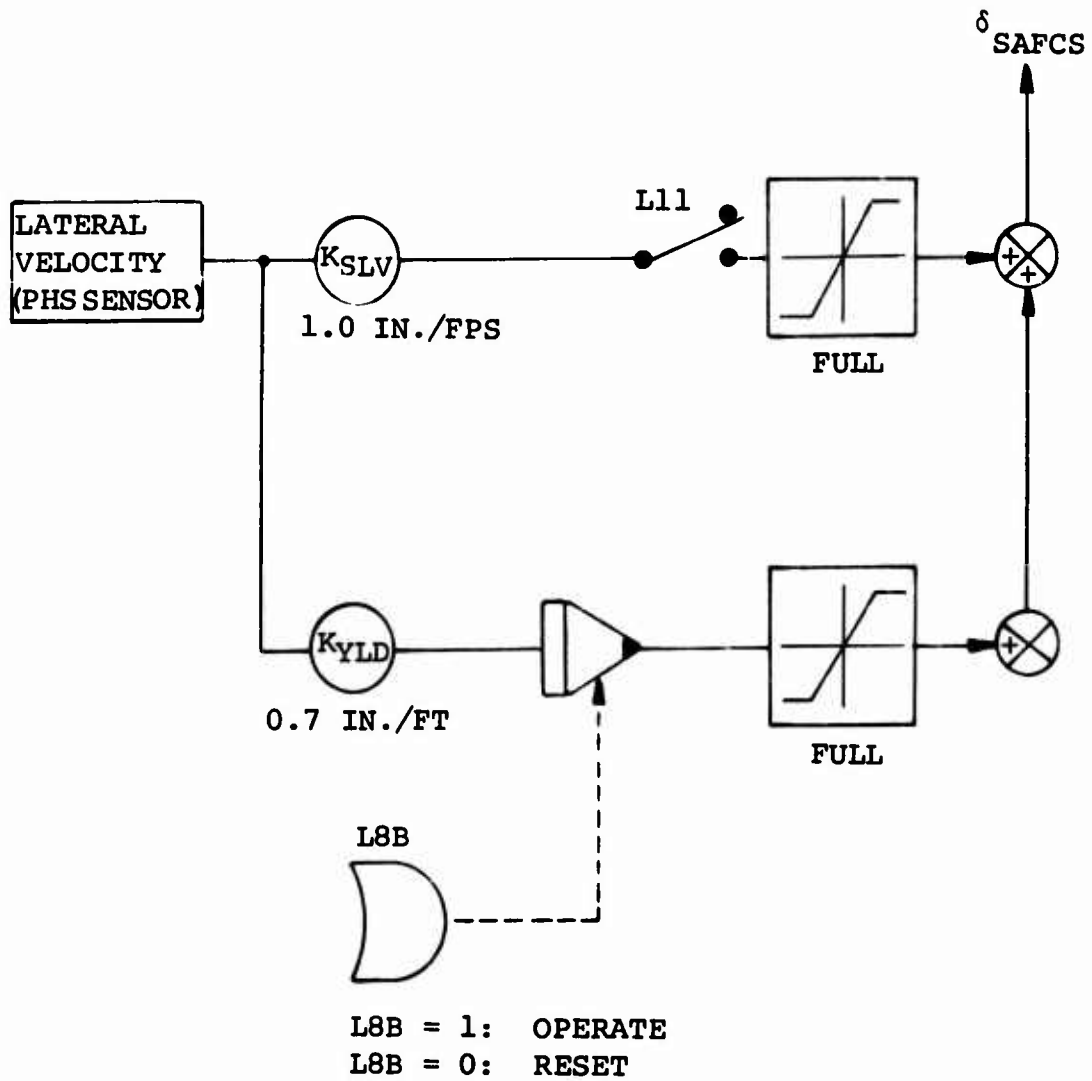 δ SAFCS
L11
LATERAL
VELOCITY
(PHS SENSOR)
KSLV
1.0 IN./FPS
+
+
FULL
KYLD
0.7 IN./FT
+
FULL
L8B
L8B = 1: OPERATE
L8B = 0: RESET